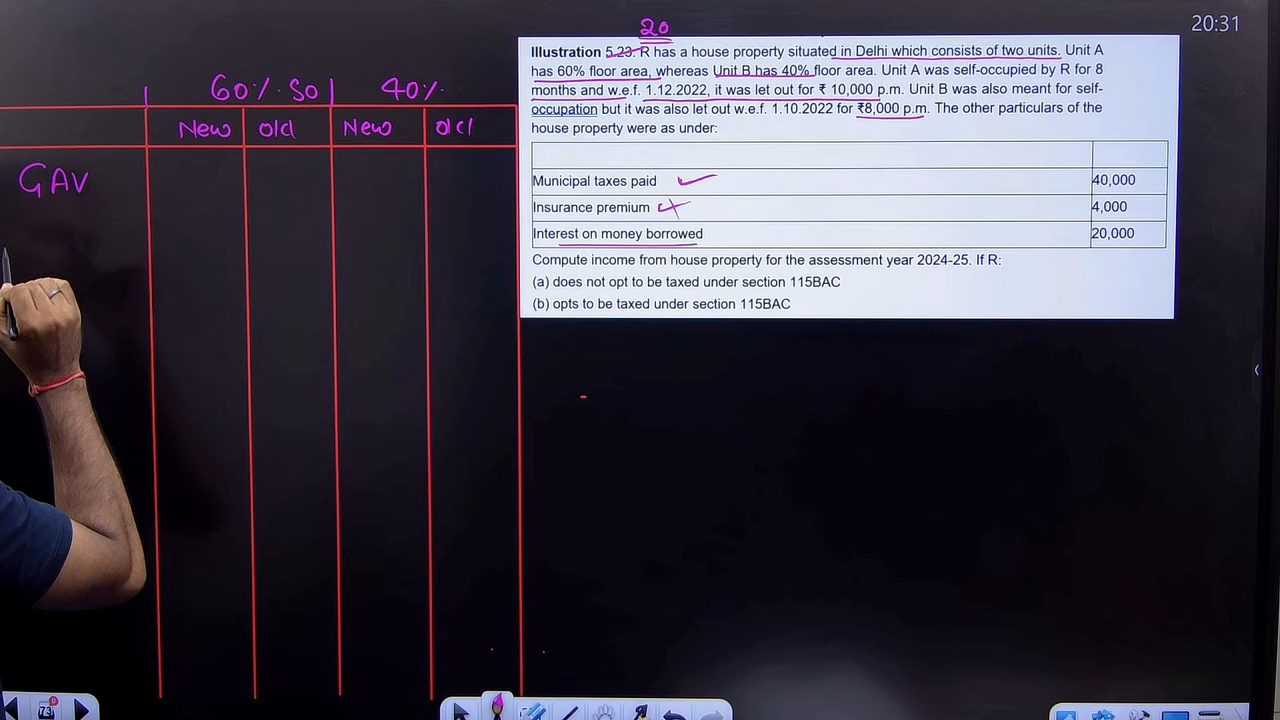 20:31
20
Illustration 5.23. R has a house property situated in Delhi which consists of two units. Unit A
has 60% floor area, whereas Unit B has 40% floor area. Unit A was self-occupied by R for 8
months and w.e.f. 1.12.2022, it was let out for ₹ 10,000 p.m. Unit B was also meant for self-
occupation but it was also let out w.e.f. 1.10.2022 for ₹8,000 p.m. The other particulars of the
house property were as under:
Municipal taxes paid 40,000
Insurance premium 4,000
Interest on money borrowed 20,000
Compute income from house property for the assessment year 2024-25. If R:
(a) does not opt to be taxed under section 115BAC
(b) opts to be taxed under section 115BAC
60% SO 40%
New Old New Old
GAV
73